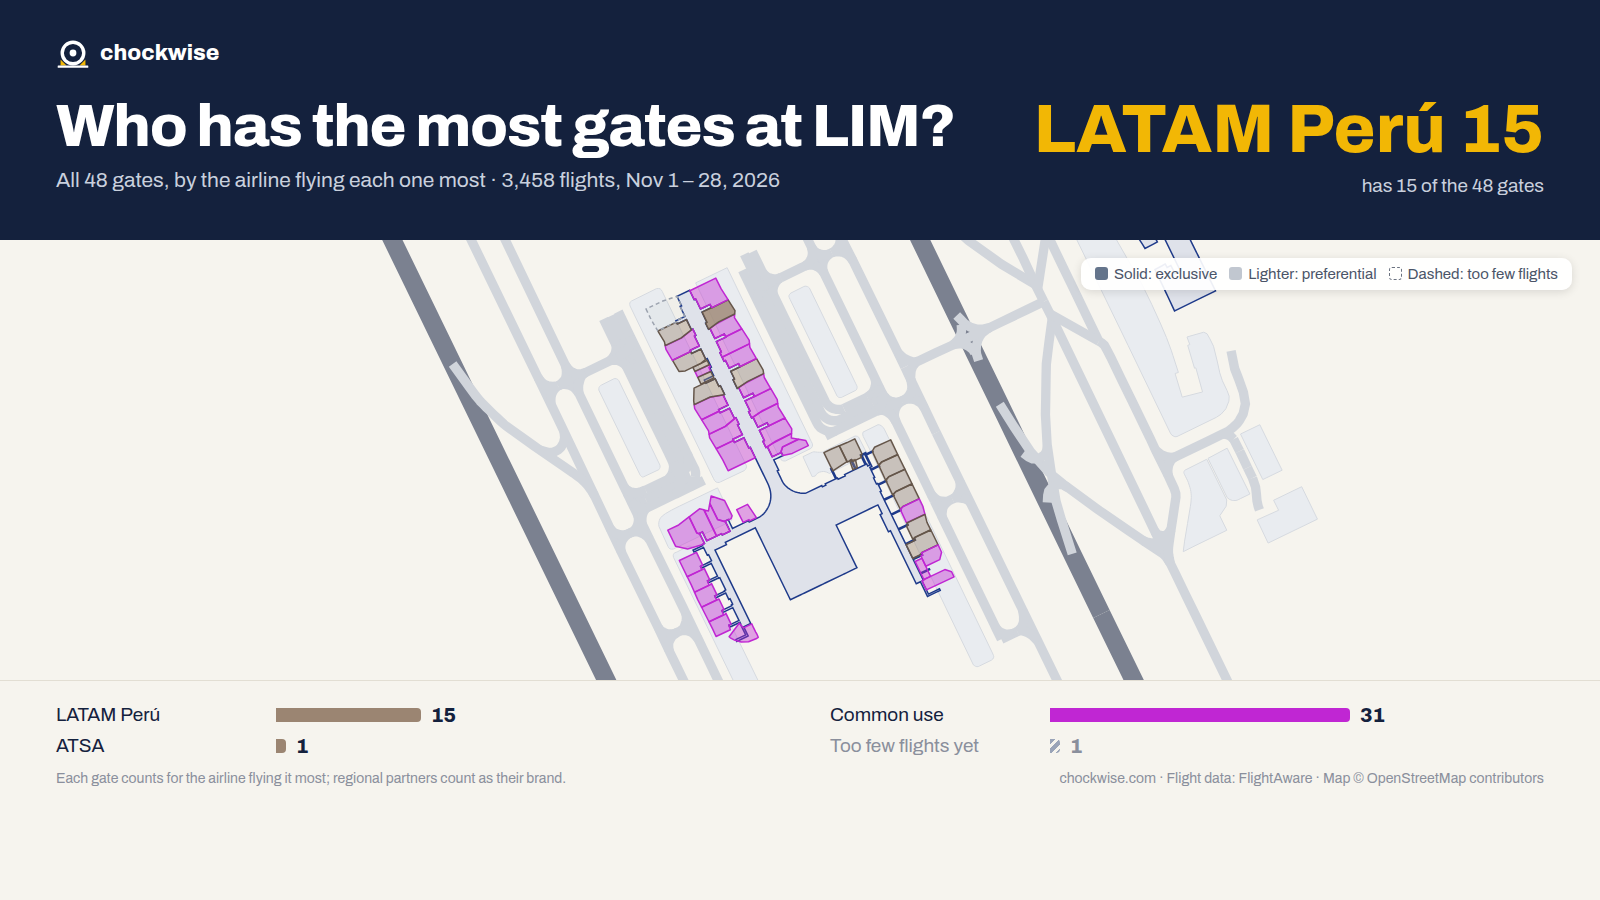 chockwise
Who has the most gates at LIM?
LATAM Perú 15
All 48 gates, by the airline flying each one most · 3,458 flights, Nov 1 – 28, 2026
has 15 of the 48 gates
Solid: exclusive Lighter: preferential Dashed: too few flights
LATAM Perú 15
ATSA 1
Common use 31
Too few flights yet 1
Each gate counts for the airline flying it most; regional partners count as their brand.
chockwise.com · Flight data: FlightAware · Map © OpenStreetMap contributors